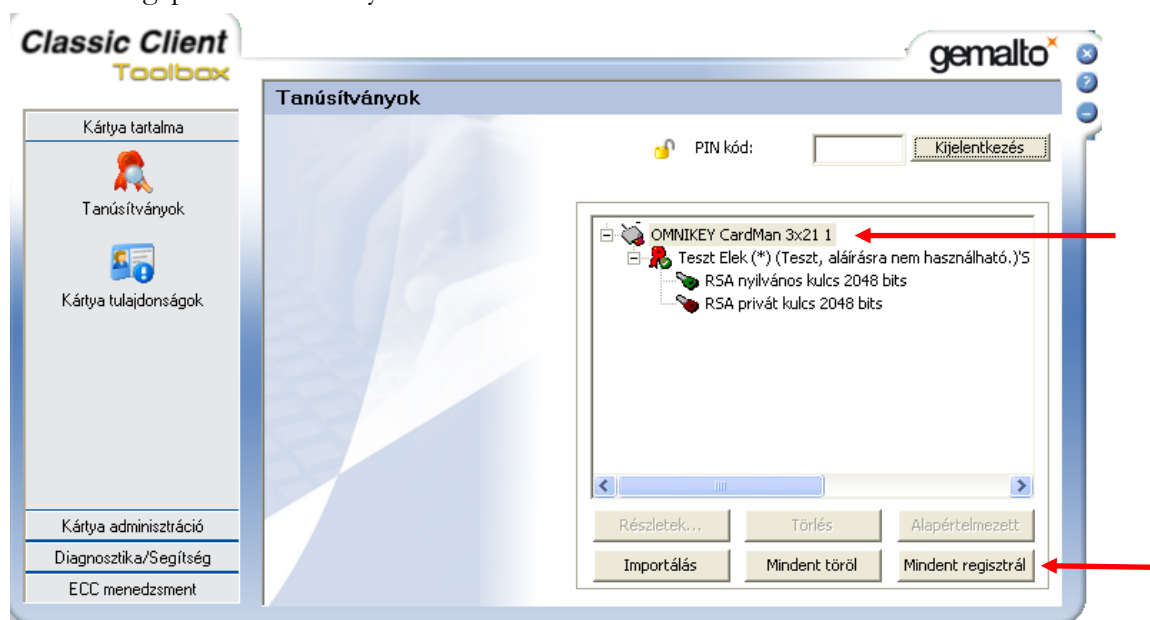 Classic Client
Toolbox
gemalto
Tanúsítványok
Kártya tartalma
Tanúsítványok
Kártya tulajdonságok
Kártya adminisztráció
Diagnosztika/Segítség
ECC menedzsment
PIN kód:
Kijelentkezés
OMNIKEY CardMan 3x21 1
Teszt Elek (*) (Teszt, aláírásra nem használható.)'S
RSA nyilvános kulcs 2048 bits
RSA privát kulcs 2048 bits
Részletek...
Törlés
Alapértelmezett
Importálás
Mindent töröl
Mindent regisztrál